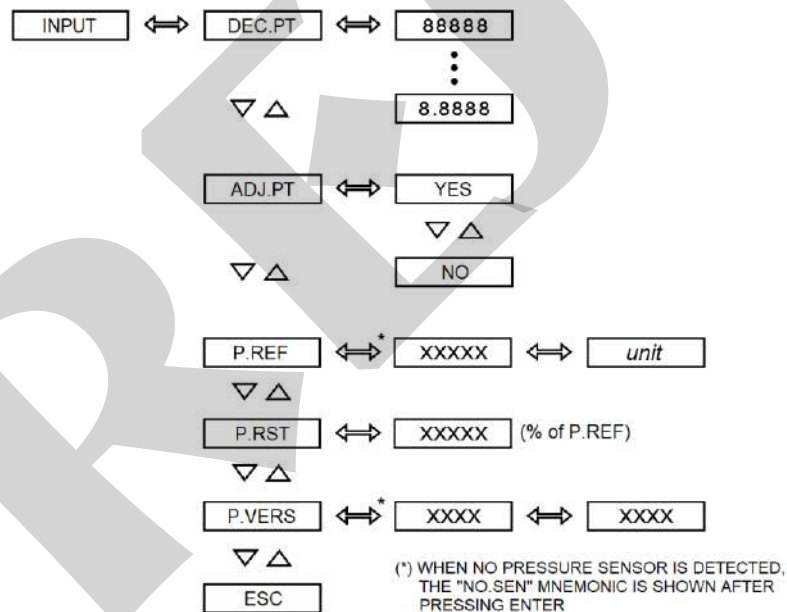 INPUT DEC.PT 88888
8.8888
ADJ.PT YES
NO
P.REF * XXXXX unit
P.RST XXXXX (% of P.REF)
P.VERS * XXXX XXXX
ESC
(*) WHEN NO PRESSURE SENSOR IS DETECTED,
THE "NO.SEN" MNEMONIC IS SHOWN AFTER
PRESSING ENTER